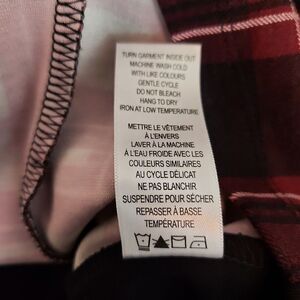 TURN GARMENT INSIDE OUT
MACHINE WASH COLD
WITH LIKE COLOURS
GENTLE CYCLE
DO NOT BLEACH
HANG TO DRY
IRON AT LOW TEMPERATURE
METTRE LE VÊTEMENT
À L'ENVERS
LAVER À LA MACHINE
À L'EAU FROIDE AVEC LES
COULEURS SIMILAIRES
AU CYCLE DÉLICAT
NE PAS BLANCHIR
SUSPENDRE POUR SÉCHER
REPASSER À BASSE
TEMPÉRATURE